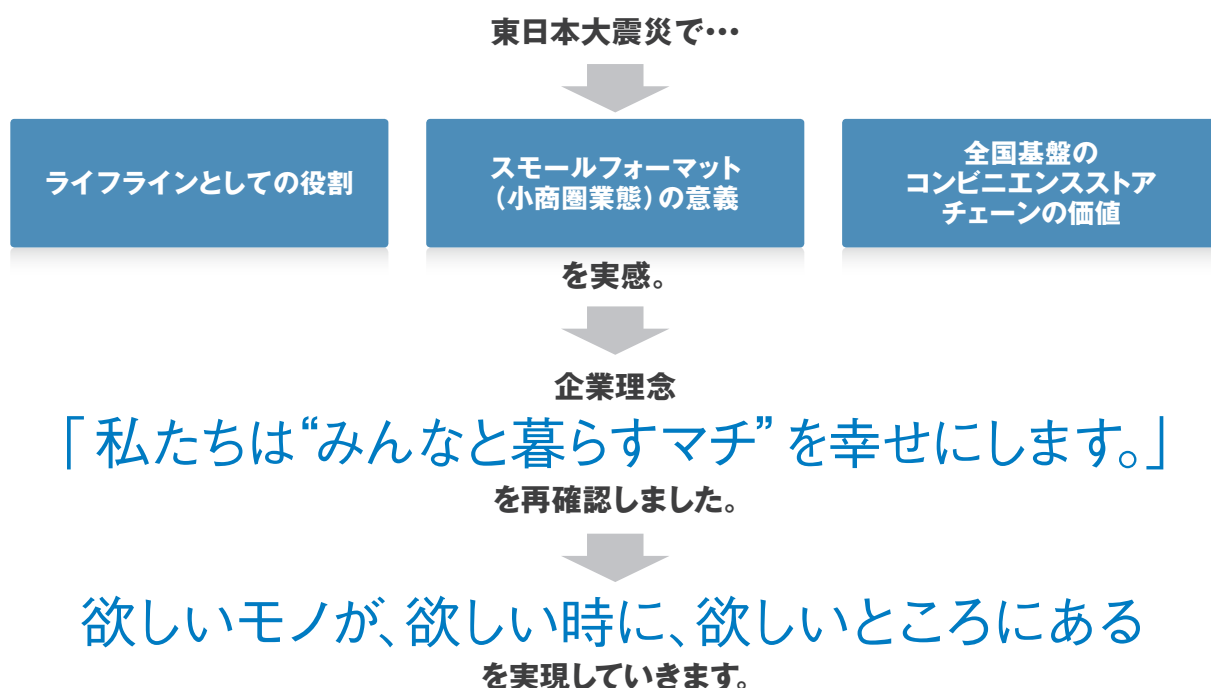 東日本大震災で・・・
ライフラインとしての役割
スモールフォーマット
（小商圏業態）の意義
全国基盤の
コンビニエンスストア
チェーンの価値
を実感。
企業理念
「私たちは“みんなと暮らすマチ”を幸せにします。」
を再確認しました。
欲しいモノが、欲しい時に、欲しいところにある
を実現していきます。